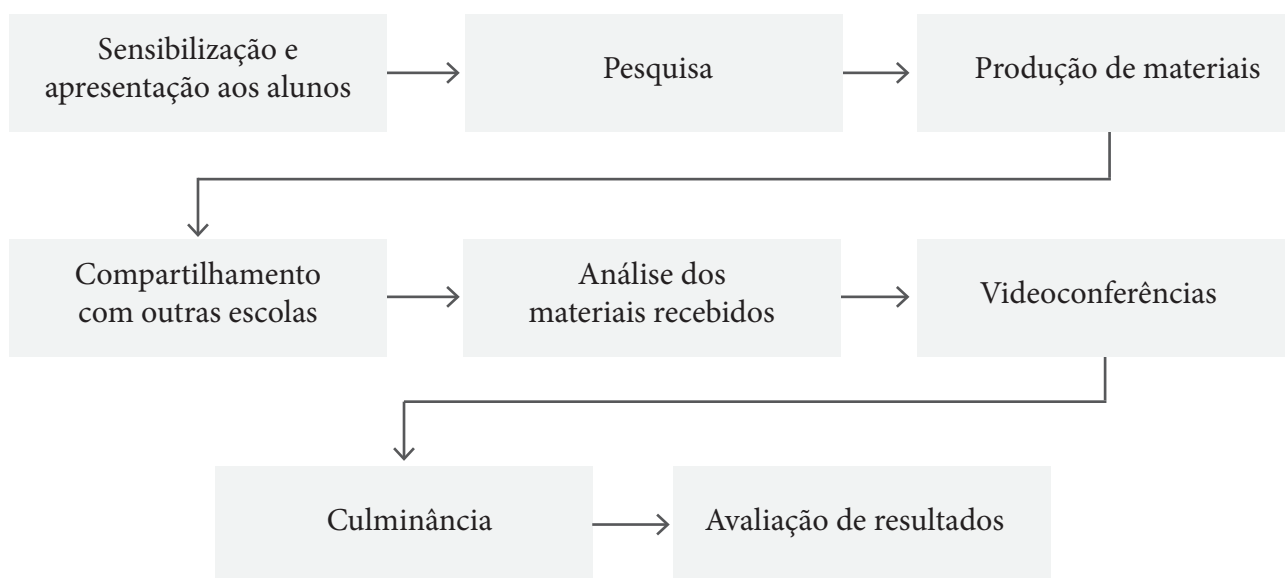 Sensibilização e
apresentação aos alunos
Pesquisa
Produção de materiais
Compartilhamento
com outras escolas
Análise dos
materiais recebidos
Videoconferências
Culminância
Avaliação de resultados